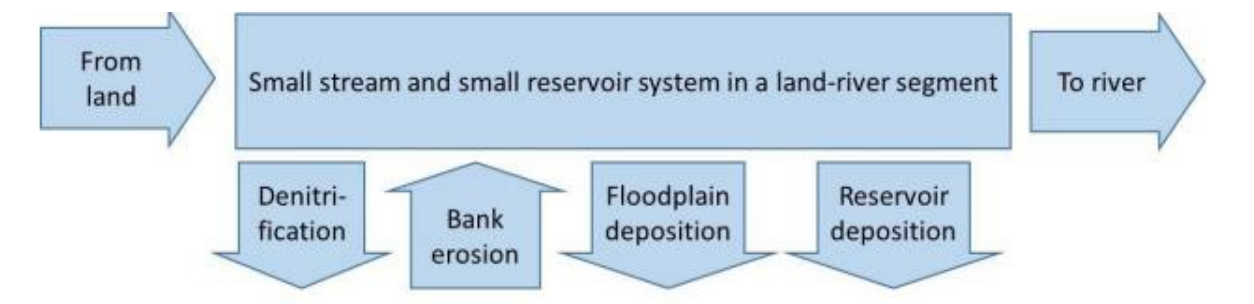 From
land
Small stream and small reservoir system in a land-river segment
To river
Denitri-
fication
Bank
erosion
Floodplain
deposition
Reservoir
deposition